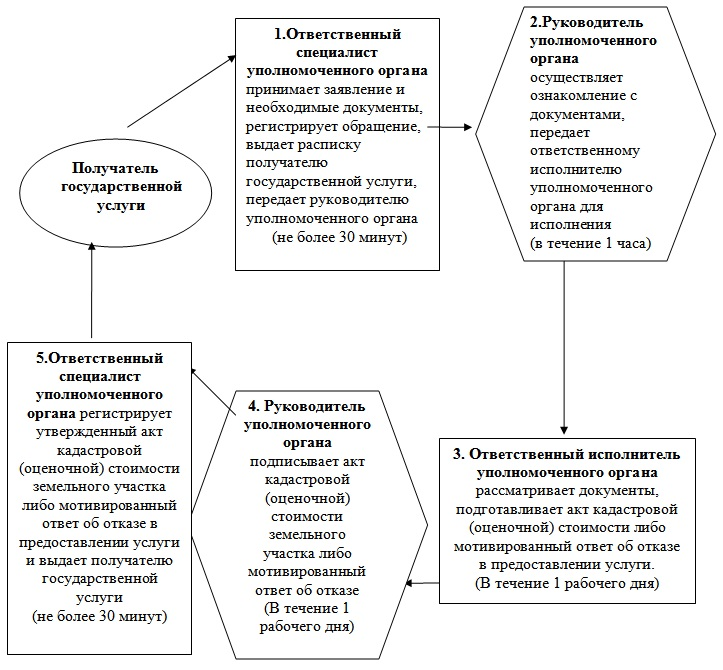 Получатель
государственной
услуги
1.Ответственный
специалист
уполномоченного органа
принимает заявление и
необходимые документы,
регистрирует обращение,
выдает расписку
получателю
государственной услуги,
передает руководителю
уполномоченного органа
(не более 30 минут)
2.Руководитель
уполномоченного
органа
осуществляет
ознакомление с
документами,
передает
ответственному
исполнителю
уполномоченного
органа для
исполнения
(в течение 1 часа)
3. Ответственный исполнитель
уполномоченного органа
рассматривает документы,
подготавливает акт кадастровой
(оценочной) стоимости либо
мотивированный ответ об отказе
в предоставлении услуги.
(В течение 1 рабочего дня)
4. Руководитель
уполномоченного
органа
подписывает акт
кадастровой
(оценочной)
стоимости
земельного
участка либо
мотивированный
ответ об отказе
(В течение 1
рабочего дня)
5.Ответственный
специалист
уполномоченного
органа регистрирует
утвержденный акт
кадастровой
(оценочной) стоимости
земельного участка
либо мотивированный
ответ об отказе в
предоставлении услуги
и выдает получателю
государственной
услуги
(не более 30 минут)